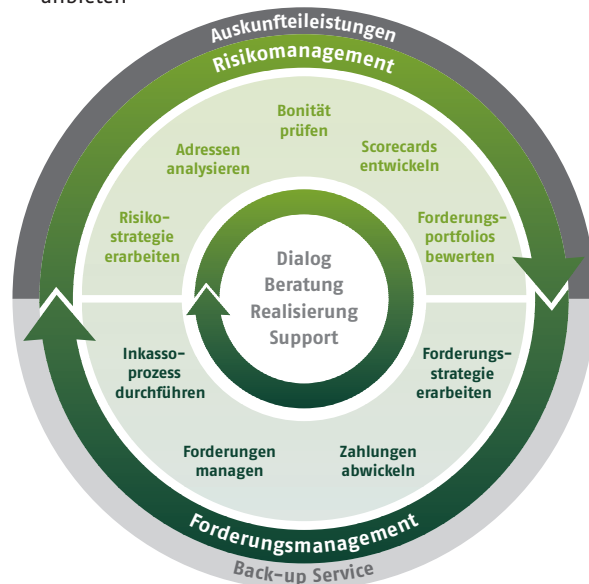 anbieten
Auskunfteileistungen
Risikomanagement
Bonität
prüfen
Adressen
analysieren
Scorecards
entwickeln
Risiko-
strategie
erarbeiten
Forderungs-
portfolios
bewerten
Dialog
Beratung
Realisierung
Support
Inkasso-
prozess
durchführen
Forderungs-
strategie
erarbeiten
Forderungen
managen
Zahlungen
abwickeln
Forderungsmanagement
Back-up Service